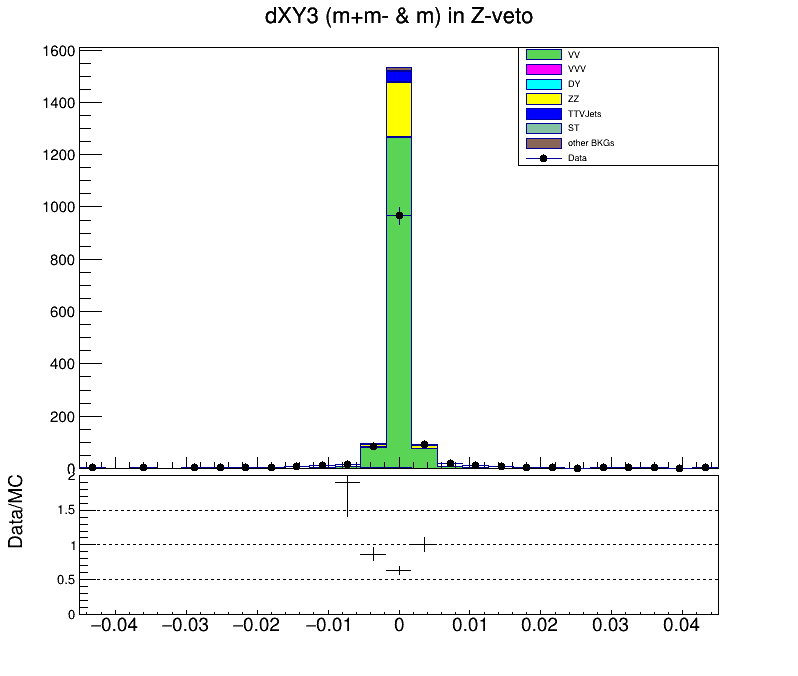 dXY3 (m+m- & m) in Z-veto
1600
1400
1200
1000
800
600
400
200
0
VV
VVV
DY
ZZ
TTVJets
ST
other BKGs
Data
Data/MC
2
1.5
1
0.5
0
−0.04 −0.03 −0.02 −0.01 0 0.01 0.02 0.03 0.04